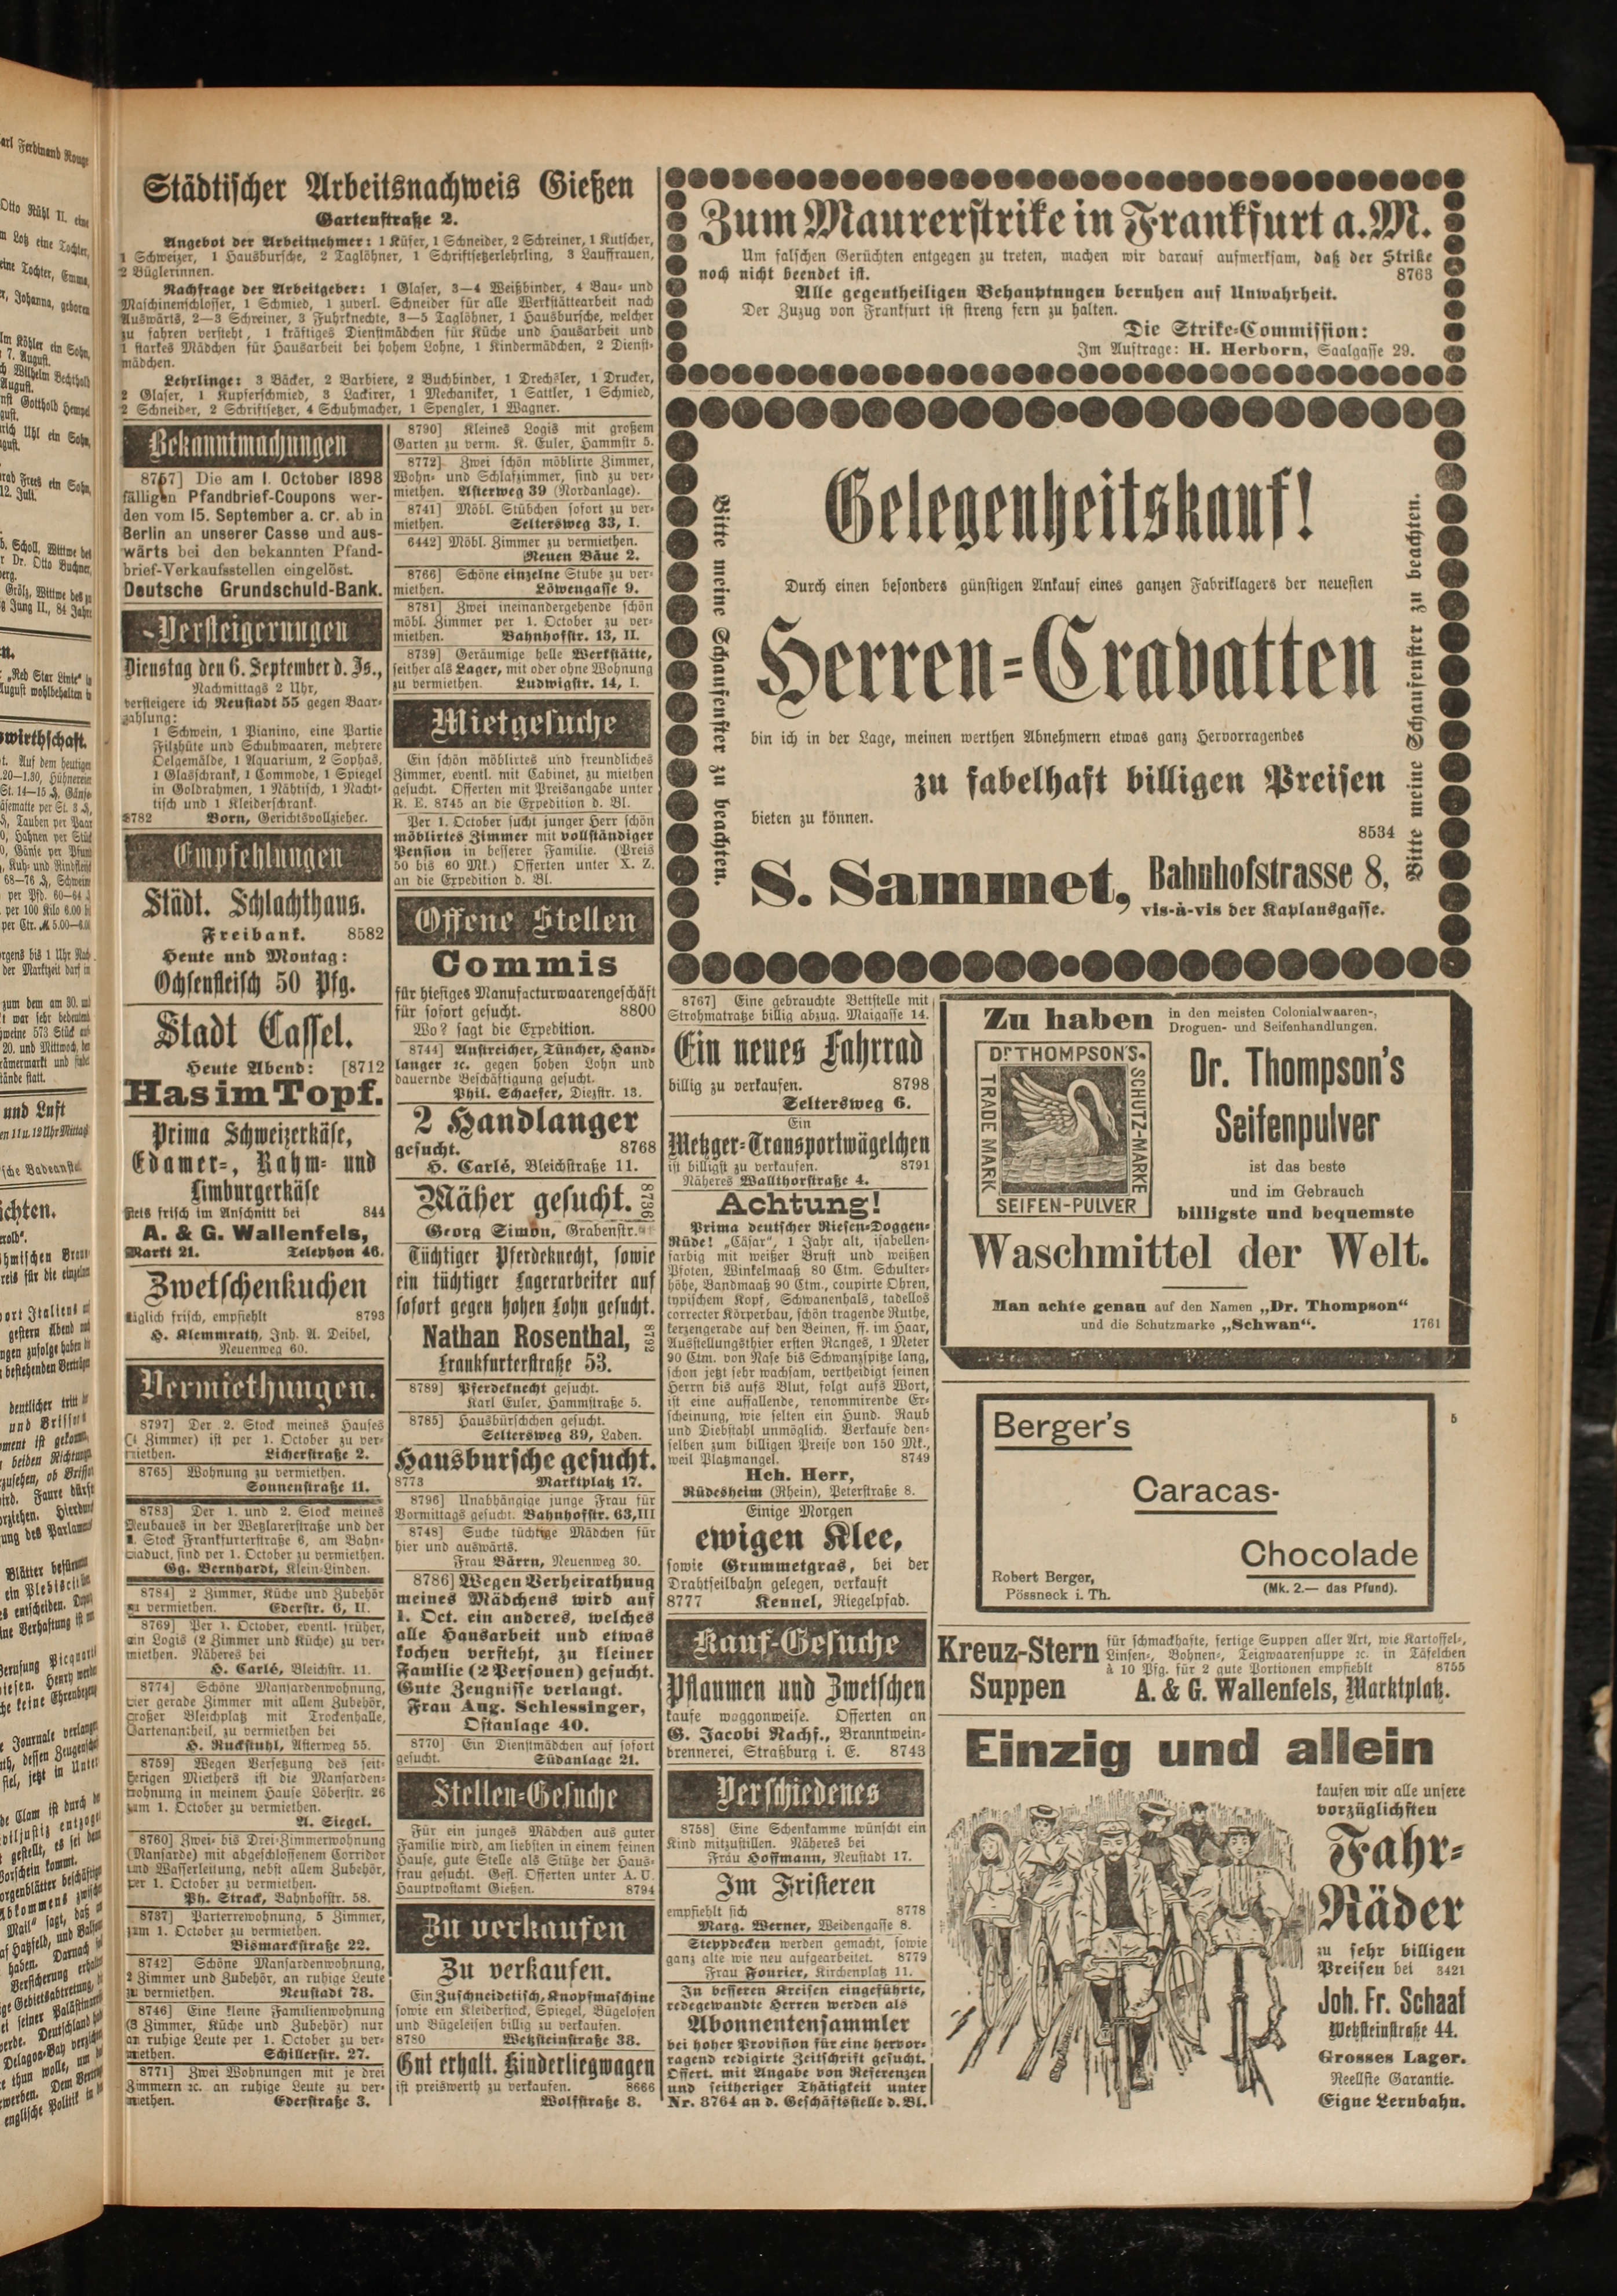 Städtischer Arbeitsnachweis Gießen
Gartenstraße 2.
Angebot der Arbeitnehmer: 1 Küfer, 1 Schneider, 2 Schreiner, 1 Kutscher,
1 Schweizer, 1 Hausbursche, 2 Taglöhner, 1 Schriftsetzerlehrling, 3 Lauffrauen,
2 Büglerinnen.
Nachfrage der Arbeitgeber: 1 Glaser, 3—4 Weißbinder, 4 Bau- und
Maschinenschlosser, 1 Schmied, 1 zuverl. Schneider für alle Werkstättearbeit nach
Auswärts, 2—3 Schreiner, 3 Fuhrknechte, 3—5 Taglöhner, 1 Hausbursche, welcher
zu fahren versteht, 1 kräftiges Dienstmädchen für Küche und Hausarbeit und
1 starkes Mädchen für Hausarbeit bei hohem Lohne, 1 Kindermädchen, 2 Dienst-
mädchen.
Lehrlinge: 3 Bäcker, 2 Barbiere, 2 Buchbinder, 1 Drechsler, 1 Drucker,
2 Glaser, 1 Kupferschmied, 3 Lackirer, 1 Mechaniker, 1 Sattler, 1 Schmied,
2 Schneider, 2 Schriftsetzer, 4 Schuhmacher, 1 Spengler, 1 Wagner.
Bekanntmachungen
8757] Die am 1. October 1898
fälligen Pfandbrief-Coupons wer-
den vom 15. September a. cr. ab in
Berlin an unserer Casse und aus-
wärts bei den bekannten Pfand-
brief-Verkaufsstellen eingelöst.
Deutsche Grundschuld-Bank.
Versteigerungen
Dienstag den 6. September d. Js.,
Nachmittags 2 Uhr,
versteigere ich Neustadt 55 gegen Baar-
zahlung:
1 Schwein, 1 Pianino, eine Partie
Filzhüte und Schuhwaaren, mehrere
Oelgemälde, 1 Aquarium, 2 Sophas,
1 Glasschrank, 1 Commode, 1 Spiegel
in Goldrahmen, 1 Nähtisch, 1 Nacht-
tisch und 1 Kleiderschrank.
8782 Born, Gerichtsvollzieher.
Empfehlungen
Städt. Schlachthaus.
Freibank. 8582
Heute und Montag:
Ochsenfleisch 50 Pfg.
Stadt Cassel.
Heute Abend: [8712
Has im Topf.
Prima Schweizerkäse,
Edamer-, Rahm- und
Limburgerkäse
stets frisch im Anschnitt bei 844
A. & G. Wallenfels,
Markt 21. Telephon 46.
Zwetschenkuchen
täglich frisch, empfiehlt 8793
H. Klemmrath, Inh. A. Deibel,
Neuenweg 60.
Vermiethungen.
8797] Der 2. Stock meines Hauses
(4 Zimmer) ist per 1. October zu ver-
miethen. Licherstraße 2.
8765] Wohnung zu vermiethen.
Sonnenstraße 11.
8783] Der 1. und 2. Stock meines
Neubaues in der Wetzlarerstraße und der
Stock Frankfurterstraße 6, am Bahn-
viaduct, sind per 1. October zu vermiethen.
Gg. Bernhardt, Klein-Linden.
8784] 2 Zimmer, Küche und Zubehör
zu vermiethen. Ederstr. 6, II.
8769] Per 1. October, eventl. früher,
ein Logis (2 Zimmer und Küche) zu ver-
miethen. Näheres bei
H. Carlé, Bleichstr. 11.
8774] Schöne Mansardenwohnung,
vier gerade Zimmer mit allem Zubehör,
großer Bleichplatz mit Trockenhalle,
Gartenantheil, zu vermiethen bei
H. Ruckstuhl, Asterweg 55.
8759] Wegen Versetzung des seit-
herigen Miethers ist die Mansarden-
wohnung in meinem Hause Löberstr. 26
zum 1. October zu vermiethen.
A. Siegel.
8760] Zwei- bis Drei-Zimmerwohnung
(Mansarde) mit abgeschlossenem Corridor
und Wasserleitung, nebst allem Zubehör,
per 1. October zu vermiethen.
Ph. Strack, Bahnhofstr. 58.
8737] Parterrewohnung, 5 Zimmer,
zum 1. October zu vermiethen.
Bismarckstraße 22.
8742] Schöne Mansardenwohnung,
2 Zimmer und Zubehör, an ruhige Leute
zu vermiethen. Neustadt 73.
8746] Eine kleine Familienwohnung
(3 Zimmer, Küche und Zubehör) nur
an ruhige Leute per 1. October zu ver-
miethen. Schillerstr. 27.
8771] Zwei Wohnungen mit je drei
Zimmern ꝛc. an ruhige Leute zu ver-
miethen. Ederstraße 3.
8790] Kleines Logis mit großem
Garten zu verm. K. Euler, Hammstr 5.
8772] Zwei schön möblirte Zimmer,
Wohn- und Schlafzimmer, sind zu ver-
miethen. Asterweg 39 (Nordanlage).
8741] Möbl. Stübchen sofort zu ver-
miethen. Seltersweg 33, I.
6442] Möbl. Zimmer zu vermiethen.
Neuen Bäue 2.
8766] Schöne einzelne Stube zu ver-
miethen. Löwengasse 9.
8781] Zwei ineinandergehende schön
möbl. Zimmer per 1. October zu ver-
miethen. Bahnhofstr. 13, II.
8739] Geräumige helle Werkstätte,
seither als Lager, mit oder ohne Wohnung
zu vermiethen. Ludwigstr. 14, I.
Mietgesuche
Ein schön möblirtes und freundliches
Zimmer, eventl. mit Cabinet, zu miethen
gesucht. Offerten mit Preisangabe unter
R. E. 8745 an die Expedition d. Bl.
Per 1. October sucht junger Herr schön
möblirtes Zimmer mit vollständiger
Pension in besserer Familie. (Preis
50 bis 60 Mk.) Offerten unter X. Z.
an die Expedition d. Bl.
Offene Stellen
Commis
für hiesiges Manufacturwaarengeschäft
für sofort gesucht. 8800
Wo? sagt die Expedition.
8744] Anstreicher, Tüncher, Hand-
langer ꝛc. gegen hohen Lohn und
dauernde Beschäftigung gesucht.
Phil. Schaefer, Diezstr. 13.
2 Handlanger
gesucht. 8768
H. Carlé, Bleichstraße 11.
Mäher gesucht. 8736
Georg Simon, Grabenstr.
Tüchtiger Pferdeknecht, sowie
ein tüchtiger Lagerarbeiter auf
sofort gegen hohen Lohn gesucht.
Nathan Rosenthal, 8792
Frankfurterstraße 53.
8789] Pferdeknecht gesucht.
Karl Euler, Hammstraße 5.
8785] Hausbürschchen gesucht.
Seltersweg 89, Laden.
Hausbursche gesucht.
8773 Marktplatz 17.
8796] Unabhängige junge Frau für
Vormittags gesucht. Bahnhofstr. 63, III
8748] Suche tüchtige Mädchen für
hier und auswärts.
Frau Bärrn, Neuenweg 30.
8786] Wegen Verheirathung
meines Mädchens wird auf
1. Oct. ein anderes, welches
alle Hausarbeit und etwas
kochen versteht, zu kleiner
Familie (2 Personen) gesucht.
Gute Zeugnisse verlangt.
Frau Aug. Schlessinger,
Ostanlage 40.
8770] Ein Dienstmädchen auf sofort
gesucht. Südanlage 21.
Stellen-Gesuche
Für ein junges Mädchen aus guter
Familie wird, am liebsten in einem feinen
Hause, gute Stelle als Stütze der Haus-
frau gesucht. Gefl. Offerten unter A. U.
Hauptpostamt Gießen. 8794
Zu verkaufen
Zu verkaufen.
Ein Zuschneidetisch, Knopfmaschine
sowie ein Kleiderstock, Spiegel, Bügelofen
und Bügeleisen billig zu verkaufen.
8780 Wetzsteinstraße 38.
Gut erhalt. Kinderliegwagen
ist preiswerth zu verkaufen. 8666
Wolfstraße 8.
Zum Maurerstrike in Frankfurt a. M.
Um falschen Gerüchten entgegen zu treten, machen wir darauf aufmerksam, daß der Strike
noch nicht beendet ist. 8763
Alle gegentheiligen Behauptungen beruhen auf Unwahrheit.
Der Zuzug von Frankfurt ist streng fern zu halten.
Die Strike-Commission:
Im Auftrage: H. Herborn, Saalgasse 29.
Bitte meine Schaufenster zu beachten.
Gelegenheitskauf!
Durch einen besonders günstigen Ankauf eines ganzen Fabriklagers der neuesten
Herren-Cravatten
bin ich in der Lage, meinen werthen Abnehmern etwas ganz Hervorragendes
zu fabelhaft billigen Preisen
bieten zu können.
8534
S. Sammet, Bahnhofstrasse 8,
vis-à-vis der Kaplansgasse.
Bitte meine Schaufenster zu beachten.
8767] Eine gebrauchte Bettstelle mit
Strohmatratze billig abzug. Maigasse 14.
Ein neues Fahrrad
billig zu verkaufen. 8798
Seltersweg 6.
Ein
Metzger-Transportwägelchen
ist billigst zu verkaufen. 8791
Näheres Wallthorstraße 4.
Achtung!
Prima deutscher Riesen-Doggen-
Rüde! „Cäsar“, 1 Jahr alt, isabellen-
farbig mit weißer Brust und weißen
Pfoten, Winkelmaaß 80 Ctm. Schulter-
höhe, Bandmaaß 90 Ctm., coupirte Ohren,
typischem Kopf, Schwanenhals, tadellos
correcter Körperbau, schön tragende Ruthe,
kerzengerade auf den Beinen, ff. im Haar,
Ausstellungsthier ersten Ranges, 1 Meter
90 Ctm. von Nase bis Schwanzspitze lang,
schon jetzt sehr wachsam, vertheidigt seinen
Herrn bis aufs Blut, folgt aufs Wort,
ist eine auffallende, renommirende Er-
scheinung, wie selten ein Hund. Raub
und Diebstahl unmöglich. Verkaufe den-
selben zum billigen Preise von 150 Mk.,
weil Platzmangel. 8749
Hch. Herr,
Rüdesheim (Rhein), Peterstraße 8.
Einige Morgen
ewigen Klee,
sowie Grummetgras, bei der
Drahtseilbahn gelegen, verkauft
8777 Kennel, Riegelpfad.
Kauf-Gesuche
Pflaumen und Zwetschen
kaufe waggonweise. Offerten an
G. Jacobi Nachf., Branntwein-
brennerei, Straßburg i. E. 8743
Verschiedenes
8758] Eine Schenkamme wünscht ein
Kind mitzustillen. Näheres bei
Frau Hoffmann, Neustadt 17.
Im Frisieren
empfiehlt sich 8778
Marg. Werner, Weidengasse 8.
Steppdecken werden gemacht, sowie
ganz alte wie neu aufgearbeitet. 8779
Frau Fourier, Kirchenplatz 11.
In besseren Kreisen eingeführte,
redegewandte Herren werden als
Abonnentensammler
bei hoher Provision für eine hervor-
ragend redigirte Zeitschrift gesucht.
Offert. mit Angabe von Referenzen
und seitheriger Thätigkeit unter
Nr. 8764 an d. Geschäftsstelle d. Bl.
Zu haben in den meisten Colonialwaaren-,
Droguen- und Seifenhandlungen.
Dr. THOMPSON'S
TRADE MARK
SCHUTZ-MARKE
SEIFEN-PULVER
Dr. Thompson's
Seifenpulver
ist das beste
und im Gebrauch
billigste und bequemste
Waschmittel der Welt.
Man achte genau auf den Namen „Dr. Thompson“
und die Schutzmarke „Schwan“. 1761
Berger's 5
Caracas-
Chocolade
(Mk. 2.— das Pfund).
Robert Berger,
Pössneck i. Th.
Kreuz-Stern
Suppen
für schmackhafte, fertige Suppen aller Art, wie Kartoffel-,
Linsen-, Bohnen-, Teigwaarensuppe ꝛc. in Täfelchen
à 10 Pfg. für 2 gute Portionen empfiehlt 8755
A. & G. Wallenfels, Marktplatz.
Einzig und allein
kaufen wir alle unsere
vorzüglichsten
Fahr-
Räder
zu sehr billigen
Preisen bei 3421
Joh. Fr. Schaaf
Wetzsteinstraße 44.
Grosses Lager.
Reellste Garantie.
Eigne Lernbahn.